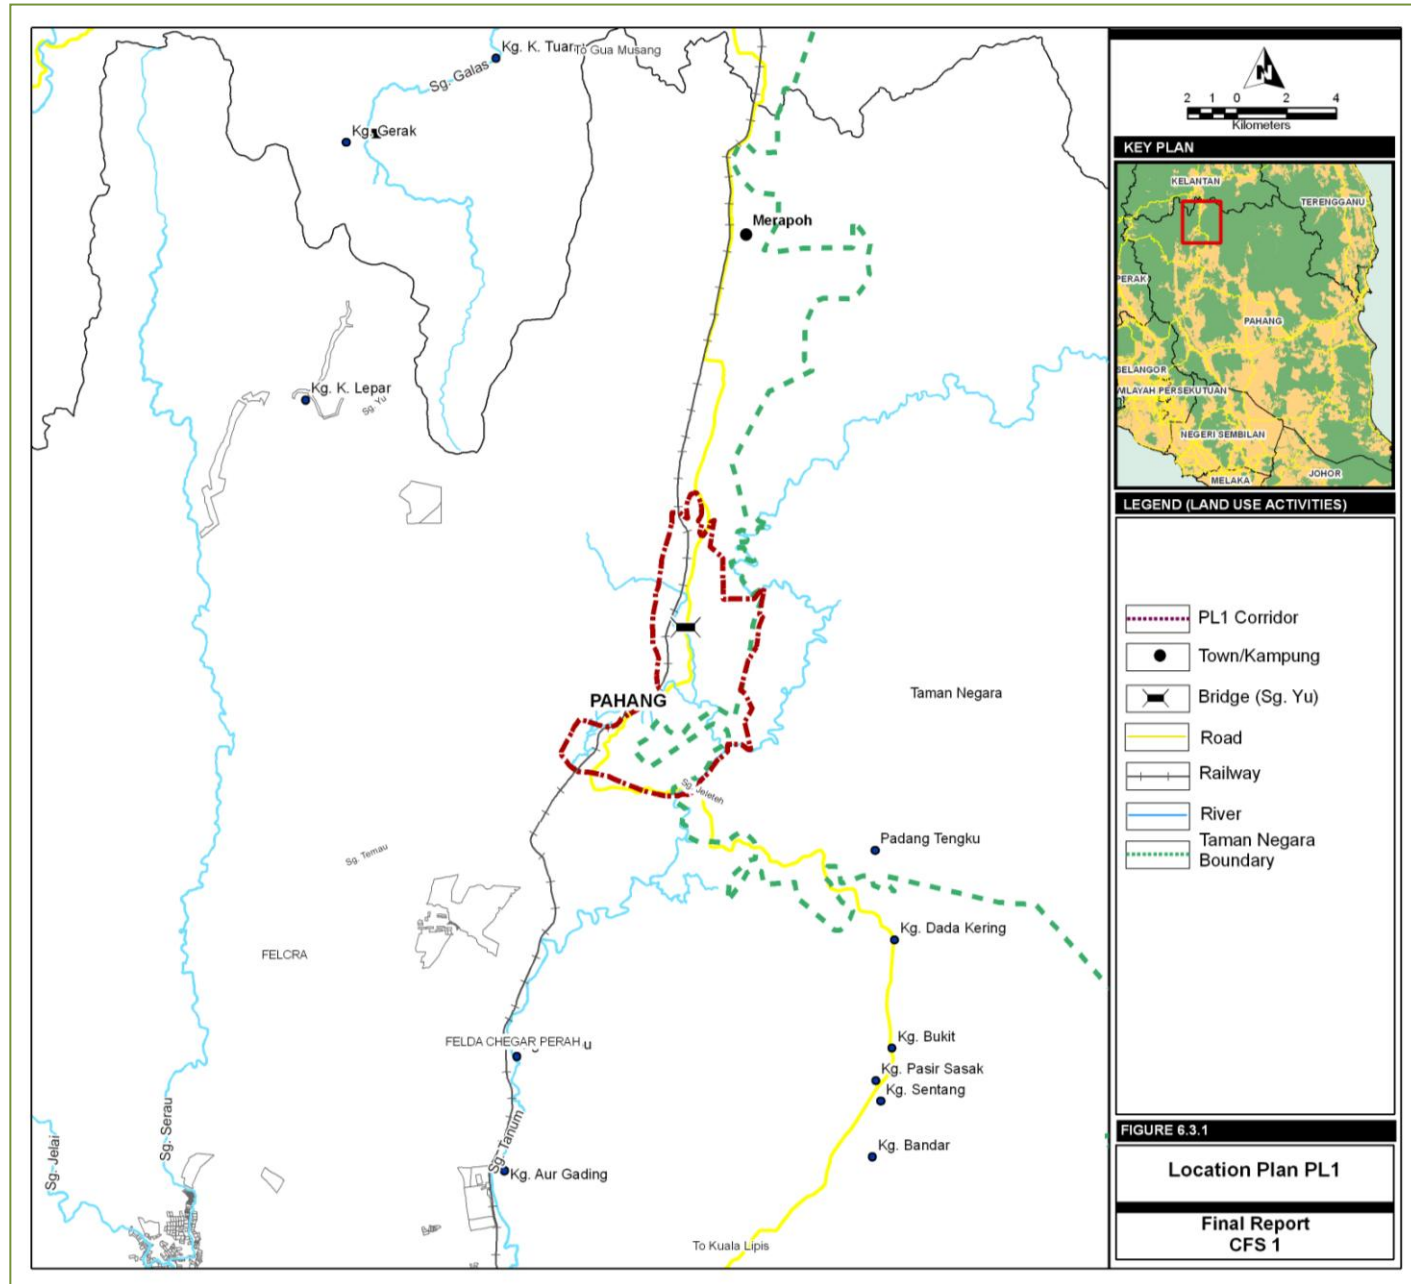 Kg. K. Tuar
To Gua Musang
Sg. Galas
Kg. Gerak
Merapoh
Kg. K. Lepar
Sg. Yu
PAHANG
Taman Negara
Sg. Jeleteh
Padang Tengku
Sg. Temau
Kg. Dada Kering
FELCRA
FELDA CHEGAR PERAH
Kg. Bukit
Kg. Pasir Sasak
Kg. Sentang
Sg. Jelai
Sg. Serau
Sg. Tanum
Kg. Bandar
Kg. Aur Gading
To Kuala Lipis
N
2 1 0 2 4
Kilometers
KEY PLAN
KELANTAN
TERENGGANU
PERAK
PAHANG
SELANGOR
WILAYAH PERSEKUTUAN
NEGERI SEMBILAN
MELAKA
JOHOR
LEGEND (LAND USE ACTIVITIES)
PL1 Corridor
Town/Kampung
Bridge (Sg. Yu)
Road
Railway
River
Taman Negara
Boundary
FIGURE 6.3.1
Location Plan PL1
Final Report
CFS 1